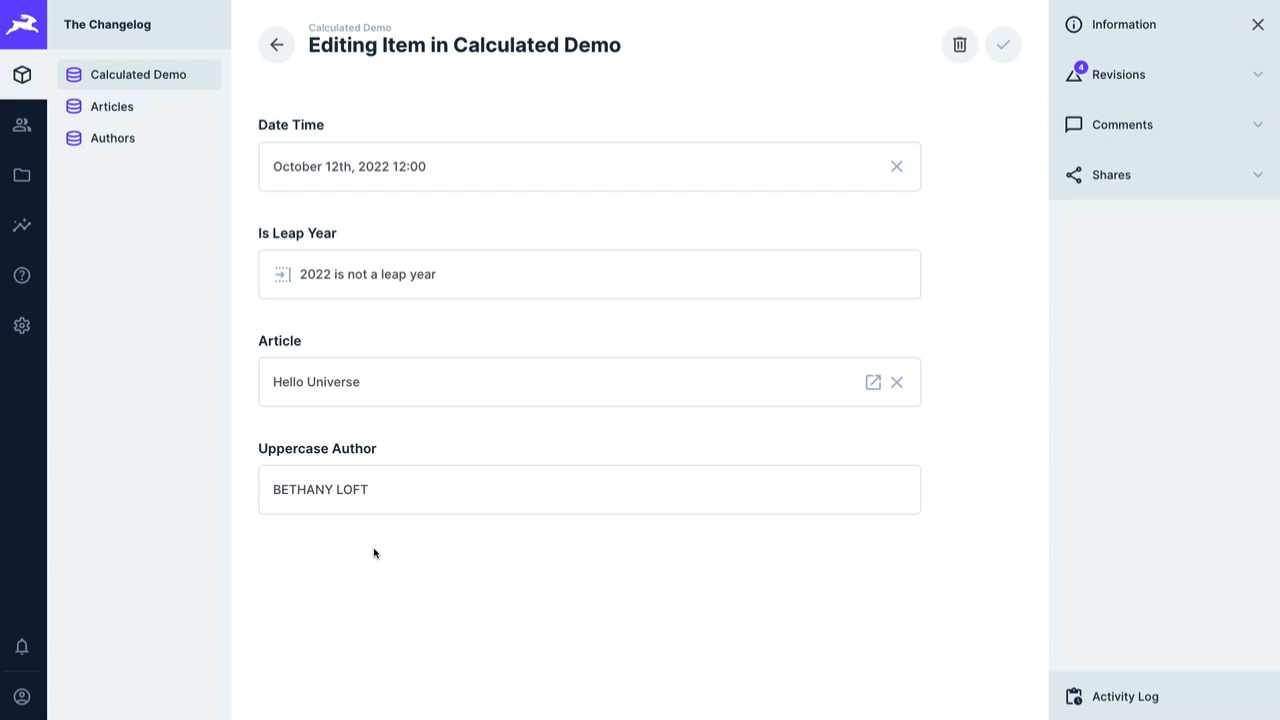 The Changelog
Calculated Demo
Articles
Authors
Calculated Demo
Editing Item in Calculated Demo
Date Time
October 12th, 2022 12:00
Is Leap Year
2022 is not a leap year
Article
Hello Universe
Uppercase Author
BETHANY LOFT
Information
4
Revisions
Comments
Shares
Activity Log